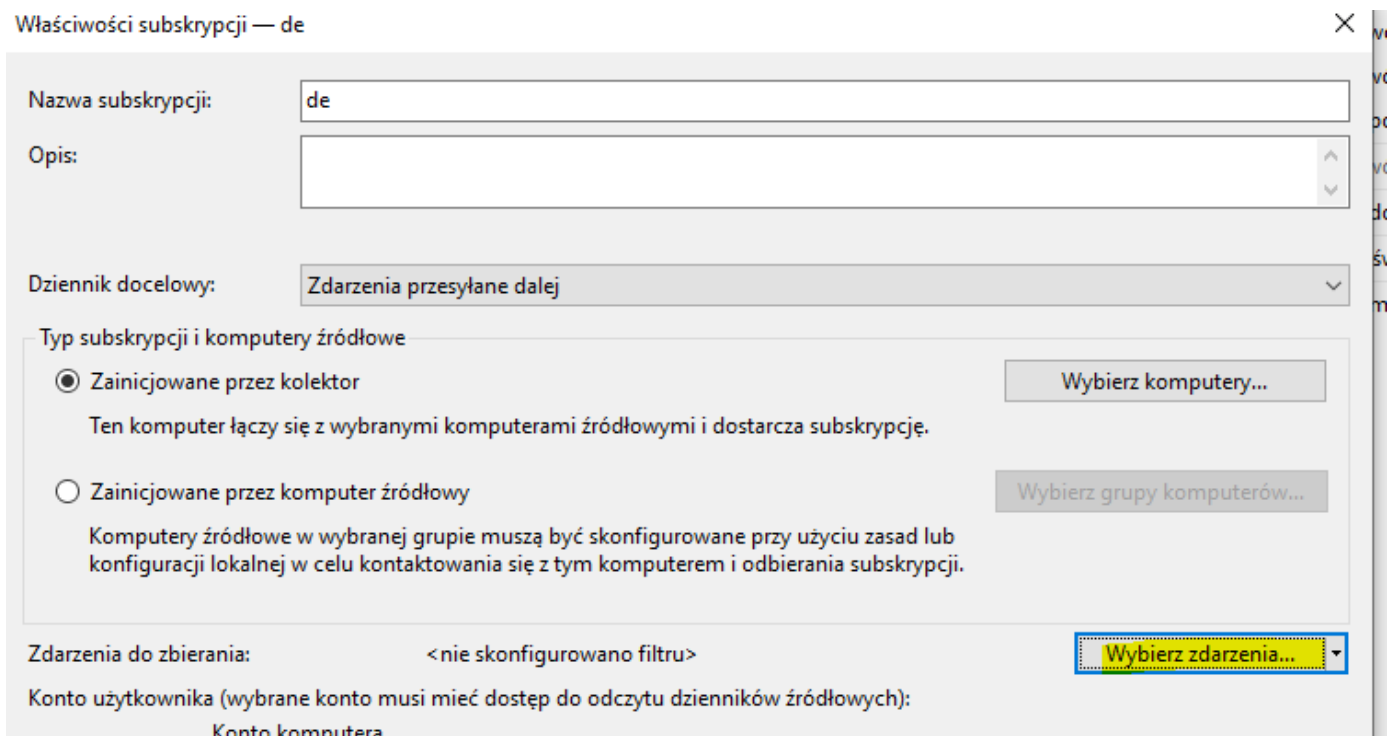 Właściwości subskrypcji — de
Nazwa subskrypcji: de
Opis:
Dziennik docelowy: Zdarzenia przesyłane dalej
Typ subskrypcji i komputery źródłowe
Zainicjowane przez kolektor Wybierz komputery...
Ten komputer łączy się z wybranymi komputerami źródłowymi i dostarcza subskrypcję.
Zainicjowane przez komputer źródłowy Wybierz grupy komputerów...
Komputery źródłowe w wybranej grupie muszą być skonfigurowane przy użyciu zasad lub
konfiguracji lokalnej w celu kontaktowania się z tym komputerem i odbierania subskrypcji.
Zdarzenia do zbierania: <nie skonfigurowano filtru> Wybierz zdarzenia...
Konto użytkownika (wybrane konto musi mieć dostęp do odczytu dzienników źródłowych):
Konto komputera